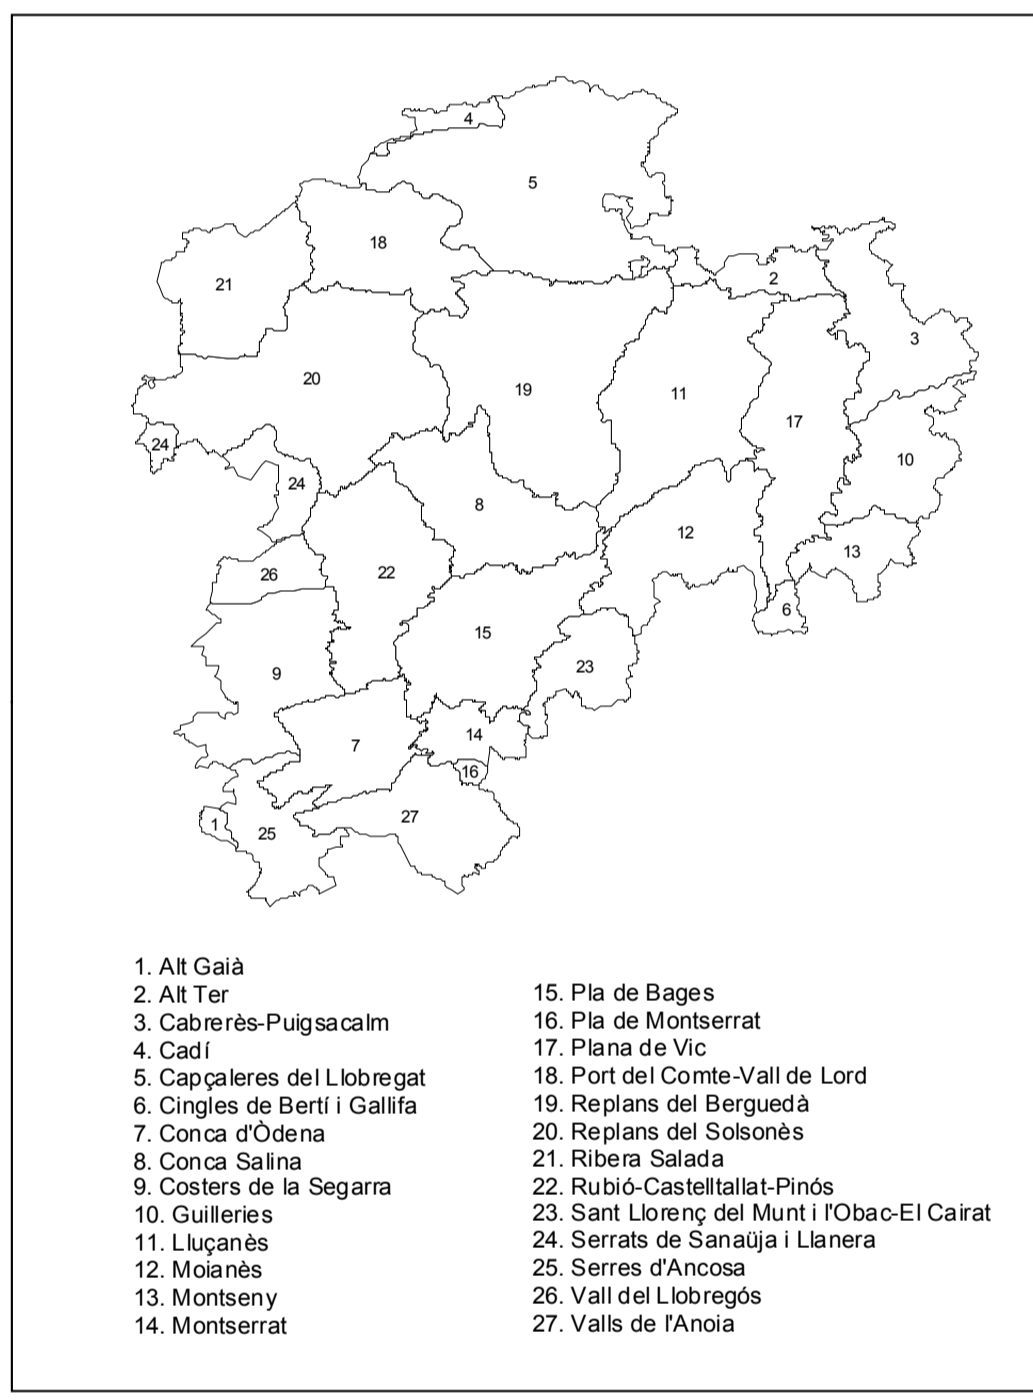 4
5
18
2
21
3
20
19
11
17
24
10
24
8
12
13
26
22
6
15
9
23
14
7
16
27
1
25
1. Alt Gaià
2. Alt Ter
3. Cabrerès-Puigsacalm
4. Cadí
5. Capçaleres del Llobregat
6. Cingles de Bertí i Gallifa
7. Conca d'Òdena
8. Conca Salina
9. Costers de la Segarra
10. Guilleries
11. Lluçanès
12. Moianès
13. Montseny
14. Montserrat
15. Pla de Bages
16. Pla de Montserrat
17. Plana de Vic
18. Port del Comte-Vall de Lord
19. Replans del Berguedà
20. Replans del Solsonès
21. Ribera Salada
22. Rubió-Castelltallat-Pinós
23. Sant Llorenç del Munt i l'Obac-El Cairat
24. Serrats de Sanaüja i Llanera
25. Serres d'Ancosa
26. Vall del Llobregós
27. Valls de l'Anoia